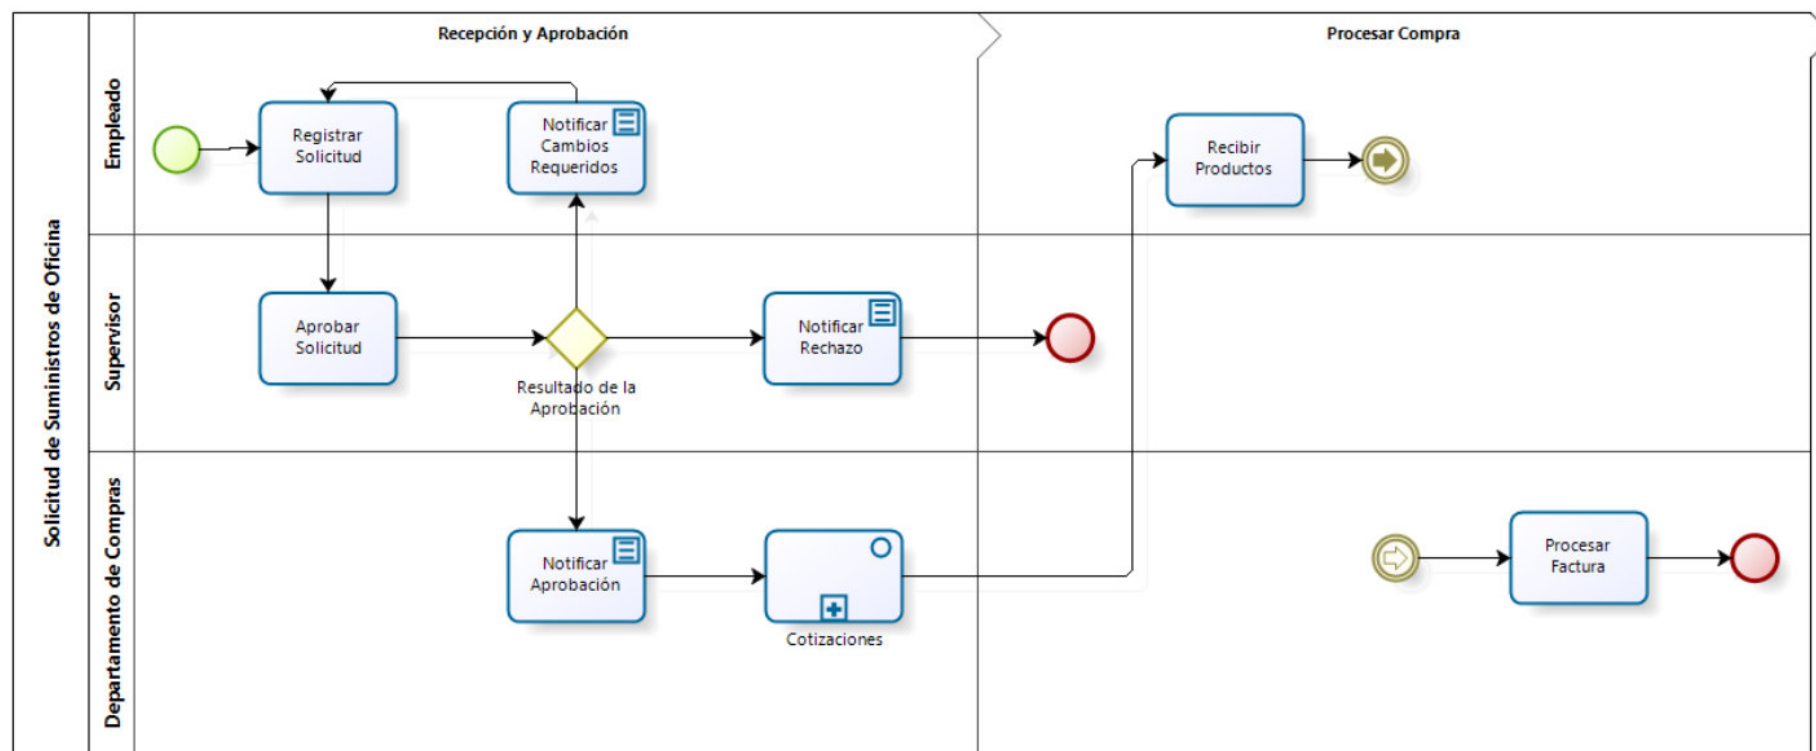 Solicitud de Suministros de Oficina
Recepción y Aprobación
Procesar Compra
Empleado
Registrar
Solicitud
Notificar
Cambios
Requeridos
Recibir
Productos
Supervisor
Aprobar
Solicitud
Resultado de la
Aprobación
Notificar
Rechazo
Departamento de Compras
Notificar
Aprobación
Cotizaciones
Procesar
Factura